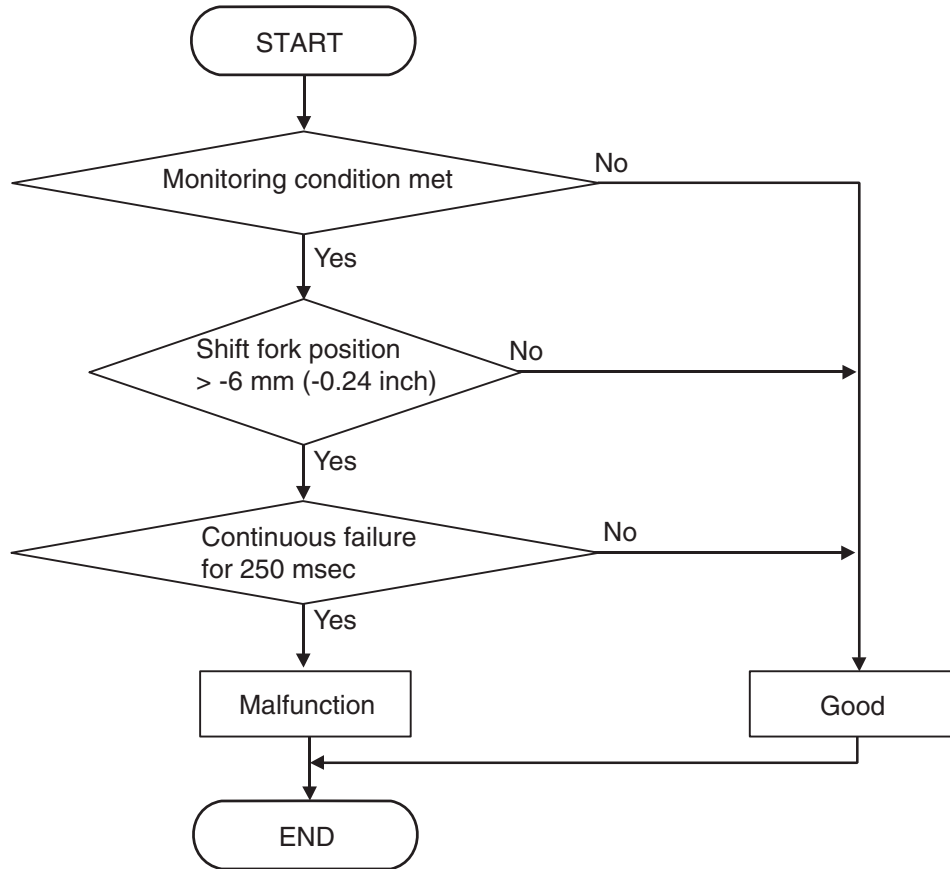 START
Monitoring condition met
No
Yes
Shift fork position
> -6 mm (-0.24 inch)
No
Yes
Continuous failure
for 250 msec
No
Yes
Malfunction
Good
END